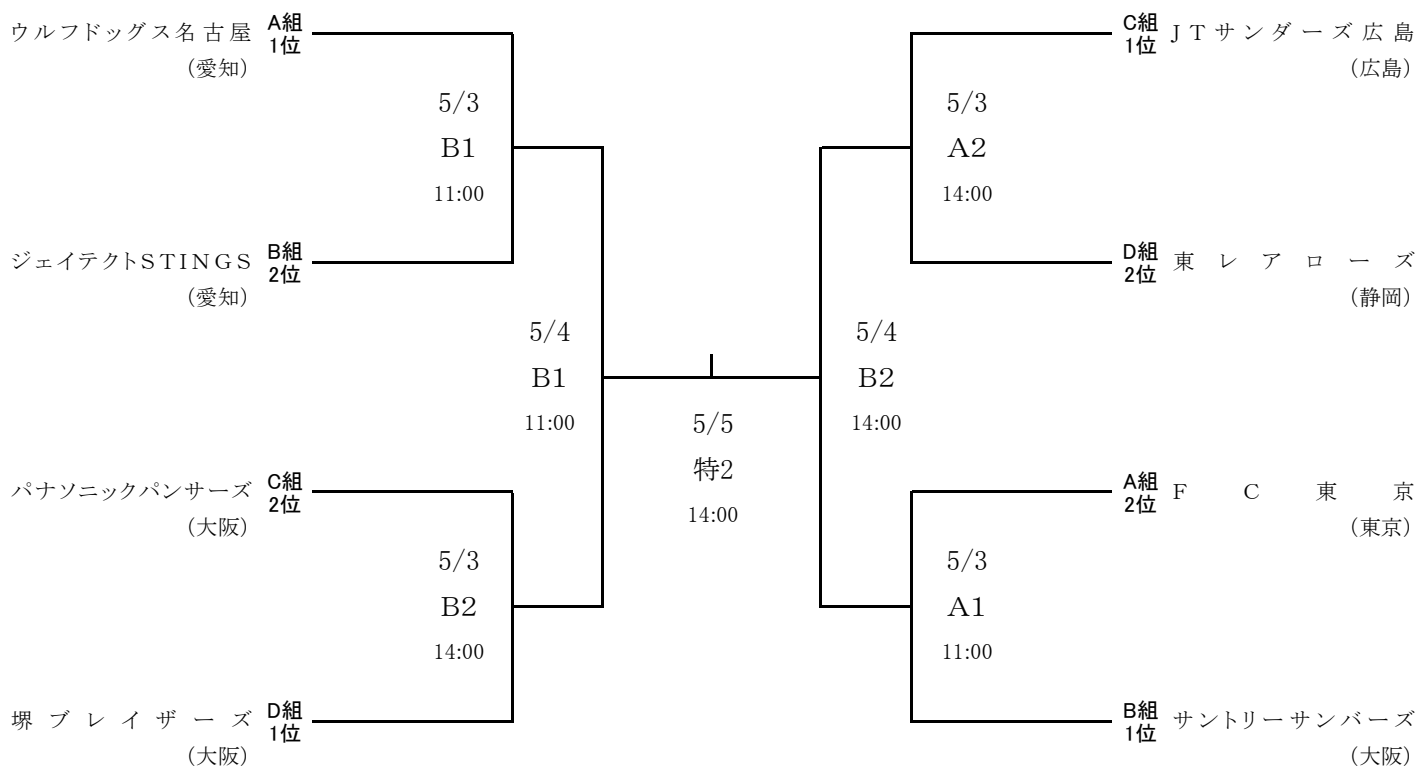 ウルフドッグス名古屋
(愛知)
A組
1位
5/3
B1
11:00
ジェイテクトSTINGS
(愛知)
B組
2位
5/4
B1
11:00
パナソニックパンサーズ
(大阪)
C組
2位
5/3
B2
14:00
堺ブレイザーズ
(大阪)
D組
1位
5/5
特2
14:00
C組
1位
JTサンダーズ広島
(広島)
5/3
A2
14:00
D組
2位
東レアローズ
(静岡)
5/4
B2
14:00
A組
2位
FC東京
(東京)
5/3
A1
11:00
B組
1位
サントリーサンバーズ
(大阪)